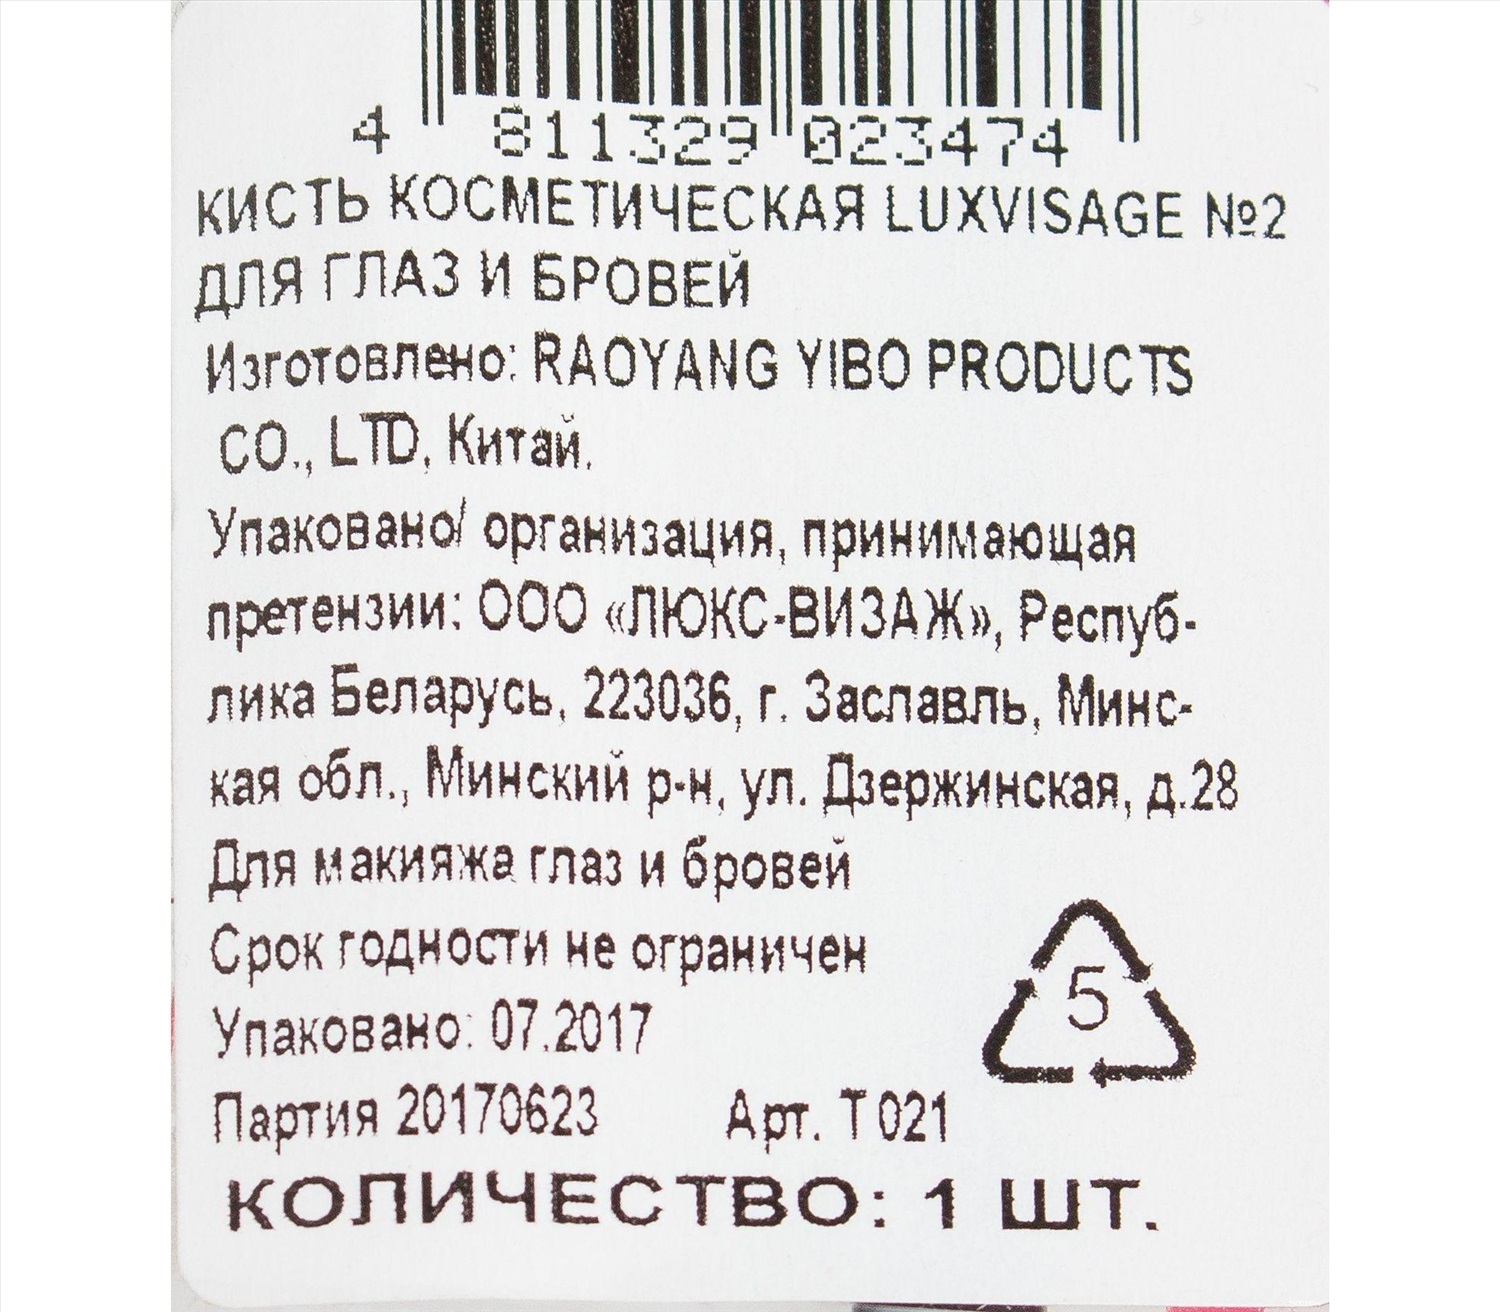 4 811329 023474
КИСТЬ КОСМЕТИЧЕСКАЯ LUXVISAGE №2
ДЛЯ ГЛАЗ И БРОВЕЙ
Изготовлено: RAOYANG YIBO PRODUCTS
CO., LTD, Китай.
Упаковано/ организация, принимающая
претензии: ООО «ЛЮКС-ВИЗАЖ», Респуб-
лика Беларусь, 223036, г. Заславль, Минс-
кая обл., Минский р-н, ул. Дзержинская, д.28
Для макияжа глаз и бровей
Срок годности не ограничен
5
Упаковано: 07.2017
Партия 20170623 Арт. Т 021
КОЛИЧЕСТВО: 1 ШТ.